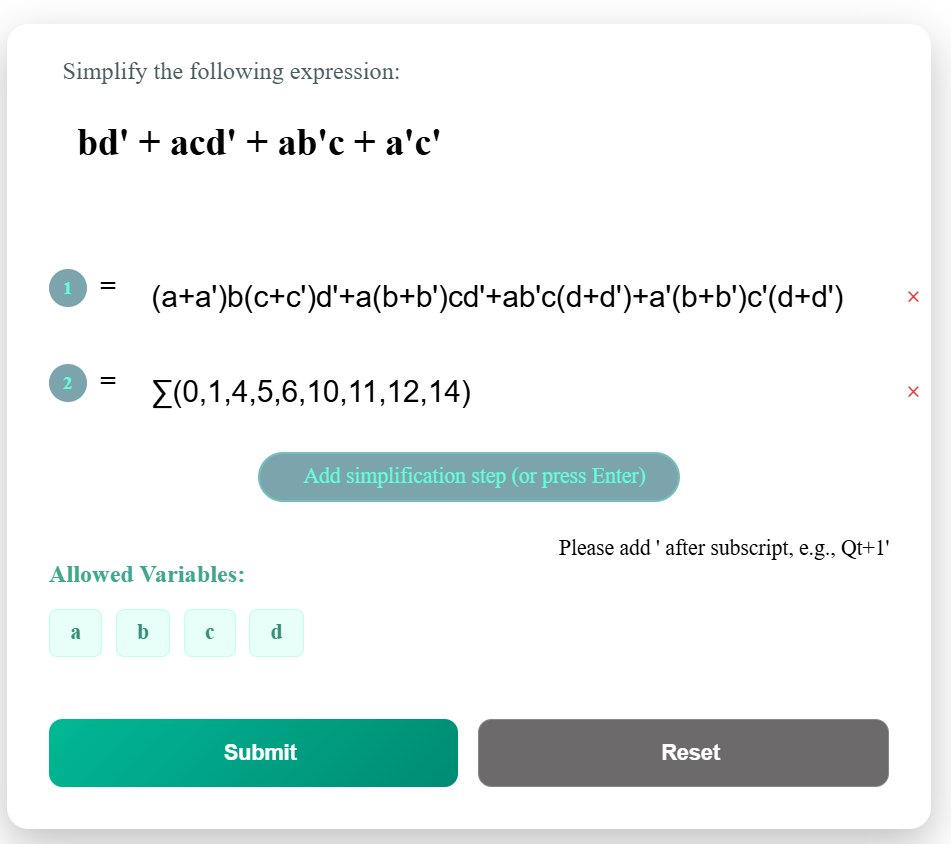 Simplify the following expression:
bd' + acd' + ab'c + a'c'
1 = (a+a')b(c+c')d'+a(b+b')cd'+ab'c(d+d')+a'(b+b')c'(d+d') ×
2 = ∑(0,1,4,5,6,10,11,12,14) ×
Add simplification step (or press Enter)
Please add ' after subscript, e.g., Qt+1'
Allowed Variables:
a b c d
Submit Reset